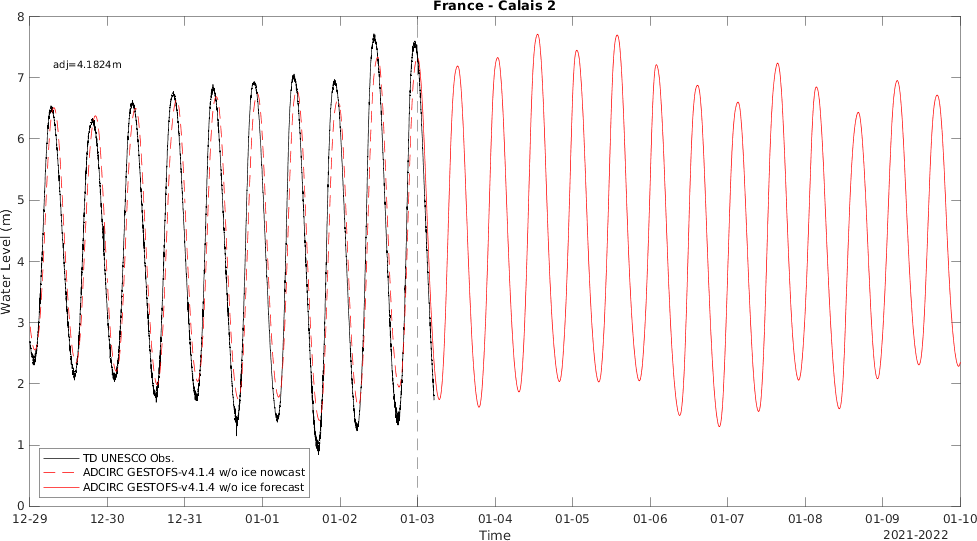 France - Calais 2
adj=4.1824m
Water Level (m)
8
7
6
5
4
3
2
1
0
TD UNESCO Obs.
ADCIRC GESTOFS-v4.1.4 w/o ice nowcast
ADCIRC GESTOFS-v4.1.4 w/o ice forecast
12-29 12-30 12-31 01-01 01-02 01-03 01-04 01-05 01-06 01-07 01-08 01-09 01-10
Time
2021-2022